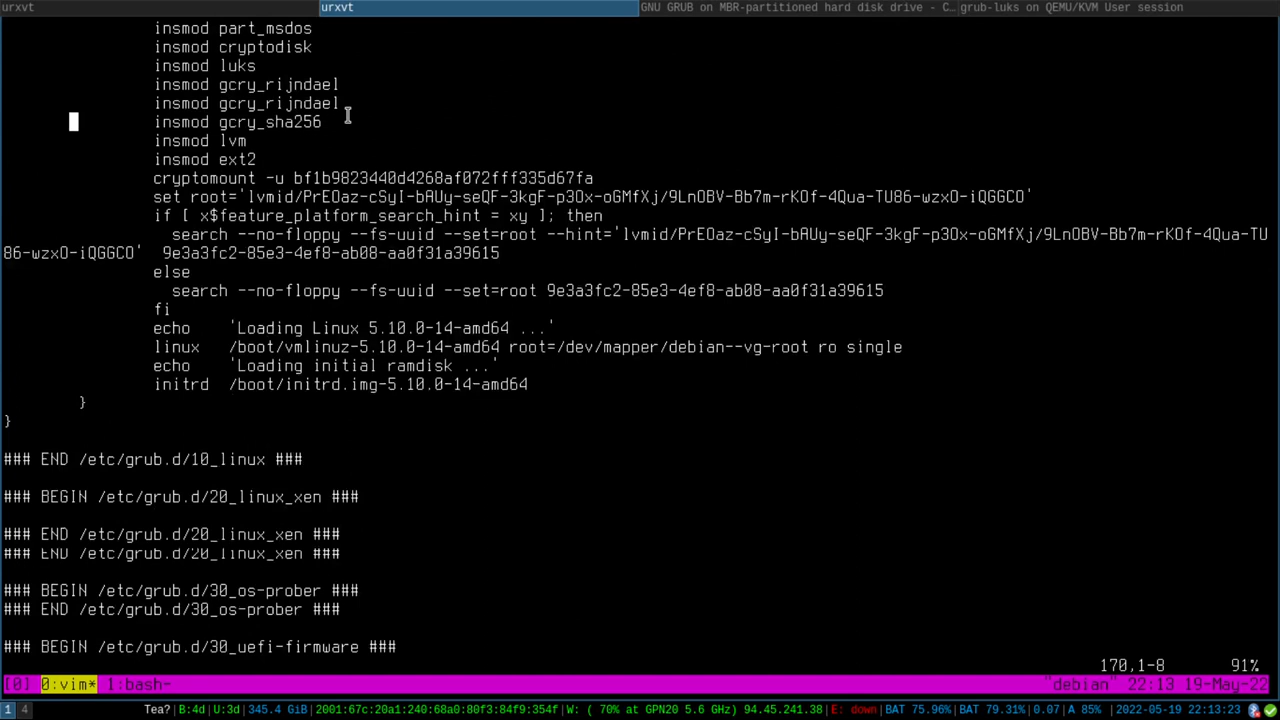 urxvt urxvt GNU GRUB on MBR-partitioned hard disk drive - C… grub-luks on QEMU/KVM User session
insmod part_msdos
insmod cryptodisk
insmod luks
insmod gcry_rijndael
insmod gcry_rijndael
insmod gcry_sha256
insmod lvm
insmod ext2
cryptomount -u bf1b9823440d4268af072fff335d67fa
set root='lvmid/PrEOaz-cSyI-bAUy-seQF-3kgF-p3Ox-oGMfXj/9LnOBV-Bb7m-rKOf-4Qua-TU86-wzxO-iQGGCO'
if [ x$feature_platform_search_hint = xy ]; then
search --no-floppy --fs-uuid --set=root --hint='lvmid/PrEOaz-cSyI-bAUy-seQF-3kgF-p3Ox-oGMfXj/9LnOBV-Bb7m-rKOf-4Qua-TU
86-wzxO-iQGGCO' 9e3a3fc2-85e3-4ef8-ab08-aa0f31a39615
else
search --no-floppy --fs-uuid --set=root 9e3a3fc2-85e3-4ef8-ab08-aa0f31a39615
fi
echo 'Loading Linux 5.10.0-14-amd64 ...'
linux /boot/vmlinuz-5.10.0-14-amd64 root=/dev/mapper/debian--vg-root ro single
echo 'Loading initial ramdisk ...'
initrd /boot/initrd.img-5.10.0-14-amd64
}
}
### END /etc/grub.d/10_linux ###
### BEGIN /etc/grub.d/20_linux_xen ###
### END /etc/grub.d/20_linux_xen ###
### END /etc/grub.d/20_linux_xen ###
### BEGIN /etc/grub.d/30_os-prober ###
### END /etc/grub.d/30_os-prober ###
### BEGIN /etc/grub.d/30_uefi-firmware ###
170,1-8 91%
[0] 0:vim* 1:bash- "debian" 22:13 19-May-22
1 4 Tea? B:4d U:3d 345.4 GiB 2001:67c:20a1:240:68a0:80f3:84f9:354f W: ( 70% at GPN20 5.6 GHz) 94.45.241.38 E: down BAT 75.96% BAT 79.31% 0.07 A 85% 2022-05-19 22:13:23